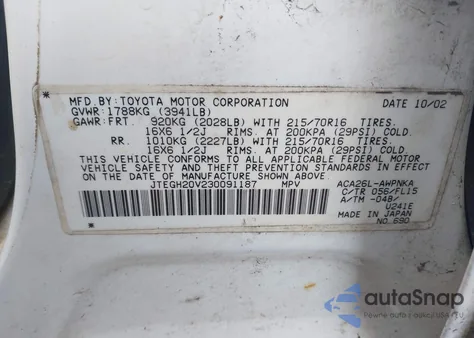 MFD.BY:TOYOTA MOTOR CORPORATION DATE 10/02
GVWR:1788KG (3941LB)
GAWR:FRT. 920KG (2028LB) WITH 215/70R16 TIRES.
16X6 1/2J RIMS. AT 200KPA (29PSI) COLD.
RR. 1010KG (2227LB) WITH 215/70R16 TIRES.
16X6 1/2J RIMS. AT 200KPA (29PSI) COLD.
THIS VEHICLE CONFORMS TO ALL APPLICABLE FEDERAL MOTOR
VEHICLE SAFETY AND THEFT PREVENTION STANDARDS IN EFFECT
ON THE DATE OF MANUFACTURE SHOWN ABOVE.
JTEGH20V230091187 MPV ACA26L-AWPNKA
C/TR 056/FL15
A/TM -04B/
U241E
MADE IN JAPAN
NO. 690
autoSnap